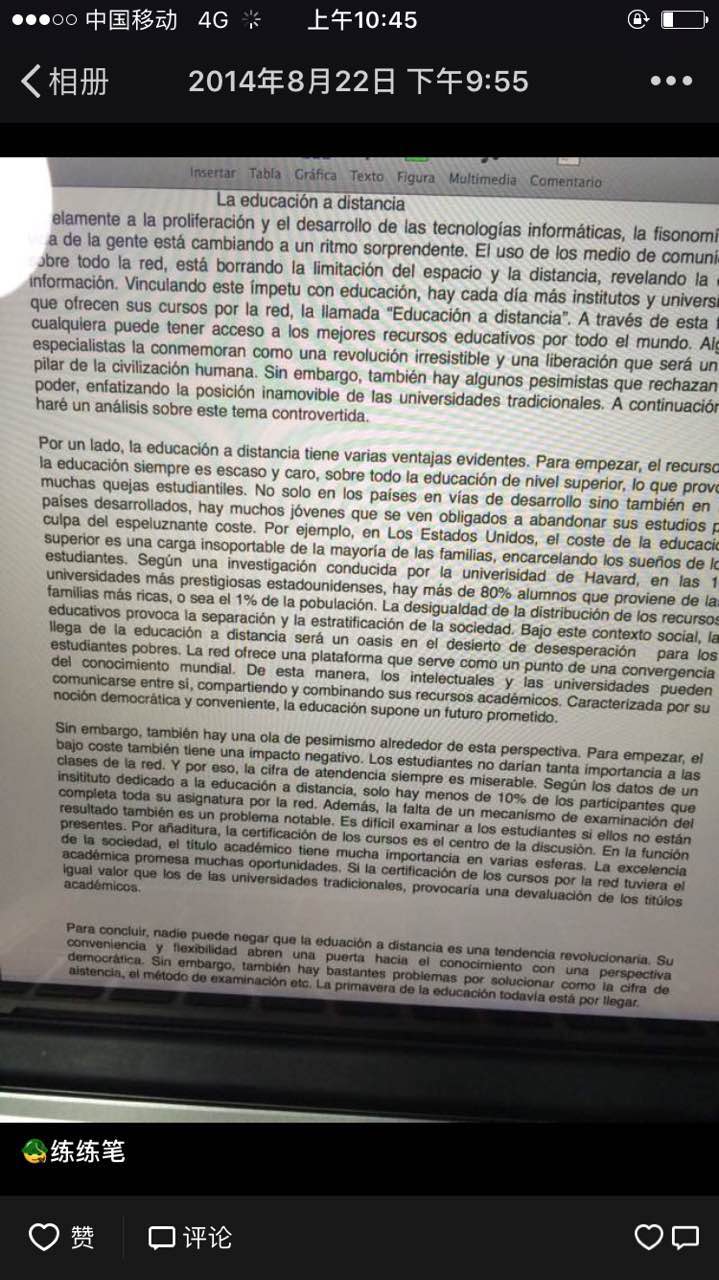 中国移动 4G 上午10:45
相册 2014年8月22日 下午9:55
Insertar Tabla Gráfica Texto Figura Multimedia Comentario
La educación a distancia
elamente a la proliferación y el desarrollo de las tecnologías informáticas, la fisonomí
a de la gente está cambiando a un ritmo sorprendente. El uso de los medio de comuni
obre todo la red, está borrando la limitación del espacio y la distancia, revelando la
información. Vinculando este ímpetu con educación, hay cada día más institutos y universi
que ofrecen sus cursos por la red, la llamada “Educación a distancia”. A través de esta
cualquiera puede tener acceso a los mejores recursos educativos por todo el mundo. Alg
especialistas la conmemoran como una revolución irresistible y una liberación que será un
pilar de la civilización humana. Sin embargo, también hay algunos pesimistas que rechazan
poder, enfatizando la posición inamovible de las universidades tradicionales. A continuación
haré un análisis sobre este tema controvertida.
Por un lado, la educación a distancia tiene varias ventajas evidentes. Para empezar, el recurso
la educación siempre es escaso y caro, sobre todo la educación de nivel superior, lo que provo
muchas quejas estudiantiles. No solo en los países en vías de desarrollo sino también en
países desarrollados, hay muchos jóvenes que se ven obligados a abandonar sus estudios p
culpa del espeluznante coste. Por ejemplo, en Los Estados Unidos, el coste de la educació
superior es una carga insoportable de la mayoría de las familias, encarcelando los sueños de lo
estudiantes. Según una investigación conducida por la univerisidad de Havard, en las 1
universidades más prestigiosas estadounidenses, hay más de 80% alumnos que proviene de la
familias más ricas, o sea el 1% de la pobulación. La desigualdad de la distribución de los recursos
educativos provoca la separación y la estratificación de la sociedad. Bajo este contexto social, la
llega de la educación a distancia será un oasis en el desierto de desesperación para los
estudiantes pobres. La red ofrece una plataforma que serve como un punto de una convergencia
del conocimiento mundial. De esta manera, los intelectuales y las universidades pueden
comunicarse entre sí, compartiendo y combinando sus recursos académicos. Caracterizada por su
noción democrática y conveniente, la educación supone un futuro prometido.
Sin embargo, también hay una ola de pesimismo alrededor de esta perspectiva. Para empezar, el
bajo coste también tiene una impacto negativo. Los estudiantes no darían tanta importancia a las
clases de la red. Y por eso, la cifra de atendencia siempre es miserable. Según los datos de un
insitituto dedicado a la educación a distancia, solo hay menos de 10% de los participantes que
completa toda su asignatura por la red. Además, la falta de un mecanismo de examinación del
resultado también es un problema notable. Es difícil examinar a los estudiantes si ellos no están
presentes. Por añaditura, la certificación de los cursos es el centro de la discusión. En la función
de la sociedad, el título académico tiene mucha importancia en varias esferas. La excelencia
académica promesa muchas oportunidades. Si la certificación de los cursos por la red tuviera el
igual valor que los de las universidades tradicionales, provocaría una devaluación de los titúlos
académicos.
Para concluir, nadie puede negar que la eduación a distancia es una tendencia revolucionaria. Su
conveniencia y flexibilidad abren una puerta hacia el conocimiento con una perspectiva
democrática. Sin embargo, también hay bastantes problemas por solucionar como la cifra de
aistencia, el método de examinación etc. La primavera de la educación todavía está por llegar.
练练笔
赞 评论